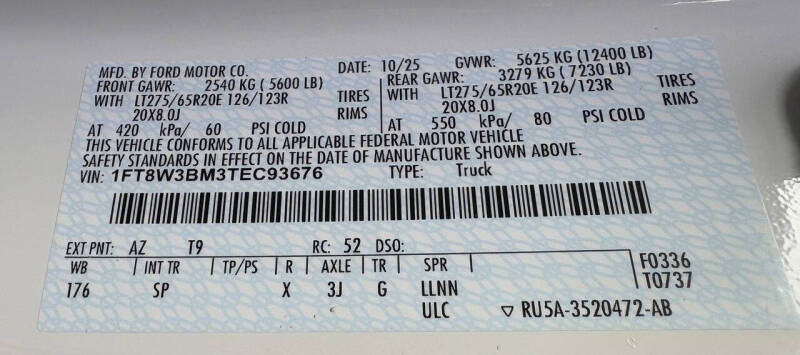 MFD. BY FORD MOTOR CO. DATE: 10/25 GVWR: 5625 KG (12400 LB)
FRONT GAWR: 2540 KG (5600 LB) REAR GAWR: 3279 KG (7230 LB)
WITH LT275/65R20E 126/123R TIRES WITH LT275/65R20E 126/123R TIRES
20X8.0J RIMS 20X8.0J RIMS
AT 420 kPa/ 60 PSI COLD AT 550 kPa/ 80 PSI COLD
THIS VEHICLE CONFORMS TO ALL APPLICABLE FEDERAL MOTOR VEHICLE
SAFETY STANDARDS IN EFFECT ON THE DATE OF MANUFACTURE SHOWN ABOVE.
VIN: 1FT8W3BM3TEC93676 TYPE: Truck
EXT PNT: AZ T9 RC: 52 DSO:
WB INT TR TP/PS R AXLE TR SPR F0336
176 SP X 3J G LLNN T0737
ULC ▽ RU5A-3520472-AB